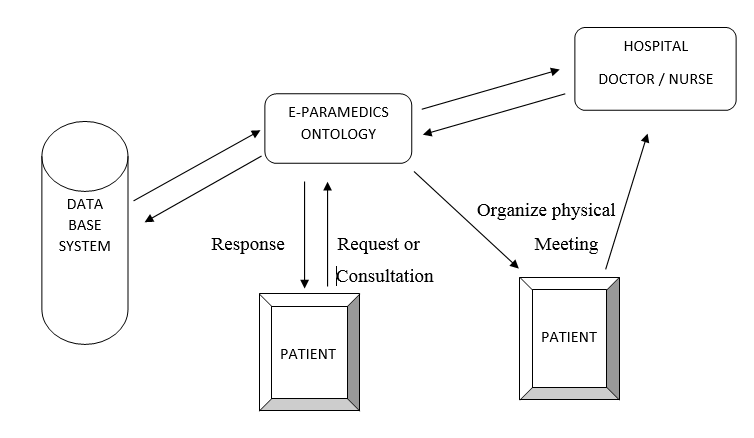 HOSPITAL
DOCTOR / NURSE
E-PARAMEDICS
ONTOLOGY
DATA
BASE
SYSTEM
Organize physical
Meeting
Response
Request or
Consultation
PATIENT
PATIENT